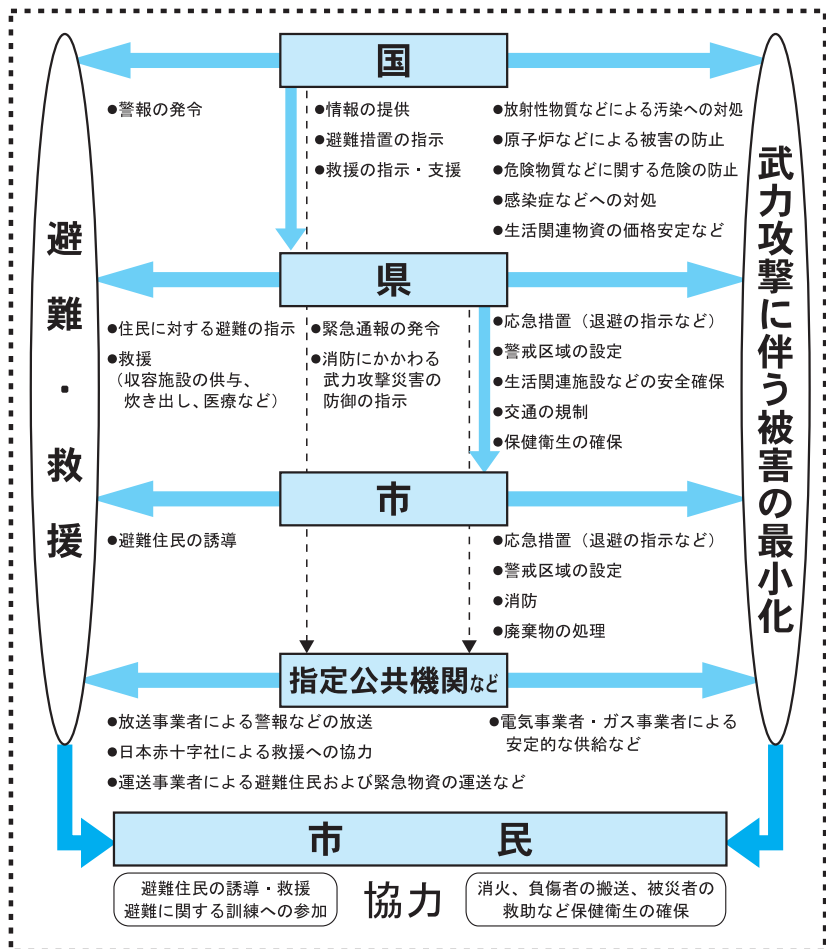 国
●警報の発令
●情報の提供
●避難措置の指示
●救援の指示・支援
●放射性物質などによる汚染への対処
●原子炉などによる被害の防止
●危険物質などに関する危険の防止
●感染症などへの対処
●生活関連物資の価格安定など
避難・救援
武力攻撃に伴う被害の最小化
県
●住民に対する避難の指示
●救援
（収容施設の供与、
炊き出し、医療など）
●緊急通報の発令
●消防にかかわる
武力攻撃災害の
防御の指示
●応急措置（退避の指示など）
●警戒区域の設定
●生活関連施設などの安全確保
●交通の規制
●保健衛生の確保
市
●避難住民の誘導
●応急措置（退避の指示など）
●警戒区域の設定
●消防
●廃棄物の処理
指定公共機関など
●放送事業者による警報などの放送
●日本赤十字社による救援への協力
●運送事業者による避難住民および緊急物資の運送など
●電気事業者・ガス事業者による
安定的な供給など
市民
避難住民の誘導・救援
避難に関する訓練への参加
協力
消火、負傷者の搬送、被災者の
救助など保健衛生の確保